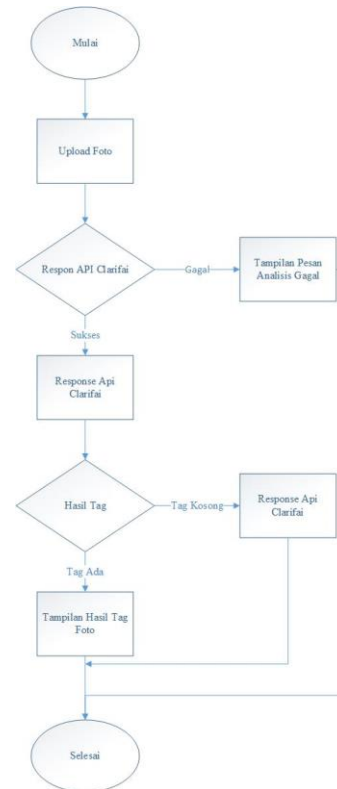 Mulai
Upload Foto
Respon API Clarifai
Gagal
Tampilan Pesan
Analisis Gagal
Sukses
Response Api
Clarifai
Hasil Tag
Tag Kosong
Response Api
Clarifai
Tag Ada
Tampilan Hasil Tag
Foto
Selesai